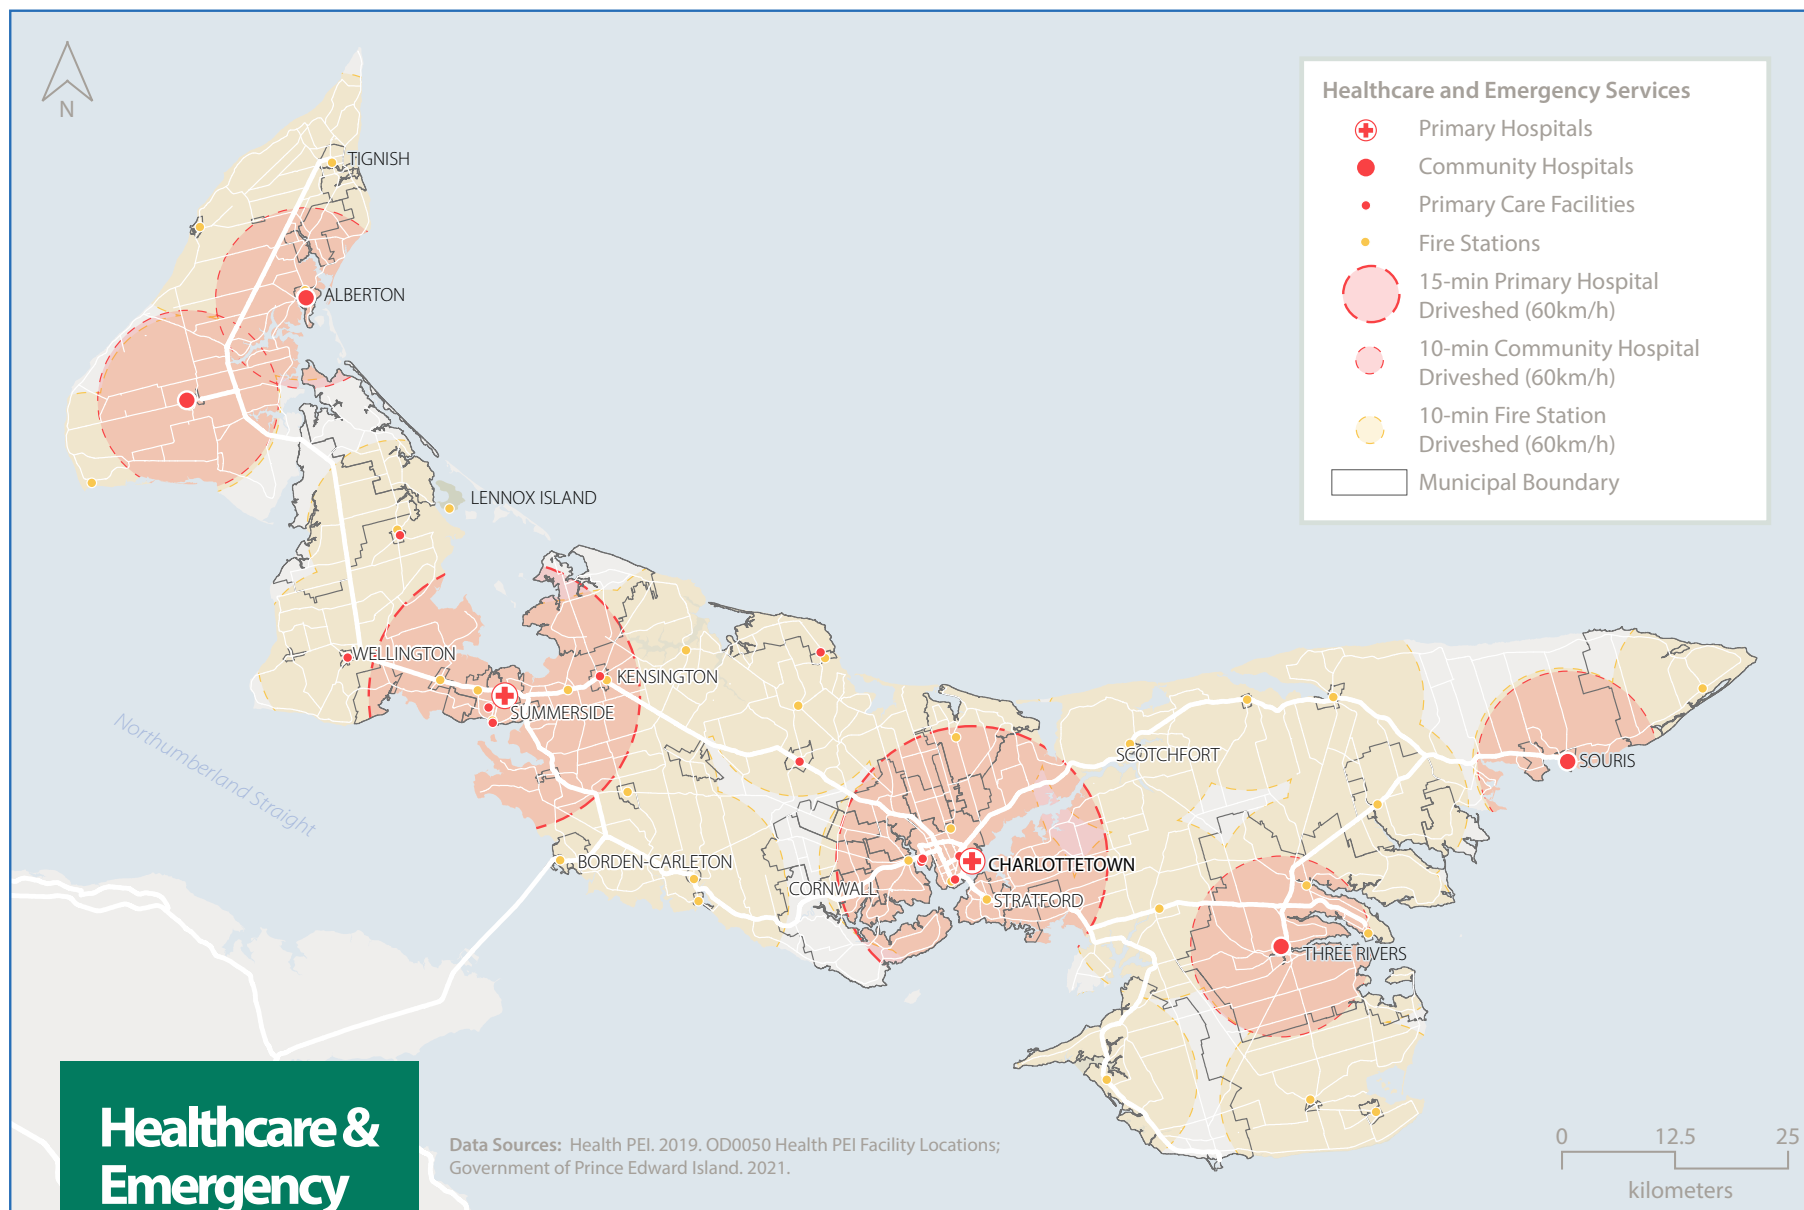 N
Healthcare and Emergency Services
Primary Hospitals
Community Hospitals
Primary Care Facilities
Fire Stations
15-min Primary Hospital
Driveshed (60km/h)
10-min Community Hospital
Driveshed (60km/h)
10-min Fire Station
Driveshed (60km/h)
Municipal Boundary
TIGNISH
ALBERTON
LENNOX ISLAND
WELLINGTON
KENSINGTON
SUMMERSIDE
Northumberland Straight
SCOTCHFORT
SOURIS
BORDEN-CARLETON
CHARLOTTETOWN
CORNWALL
STRATFORD
THREE RIVERS
Healthcare &
Emergency
Data Sources: Health PEI. 2019. OD0050 Health PEI Facility Locations;
Government of Prince Edward Island. 2021.
0 12.5 25
kilometers